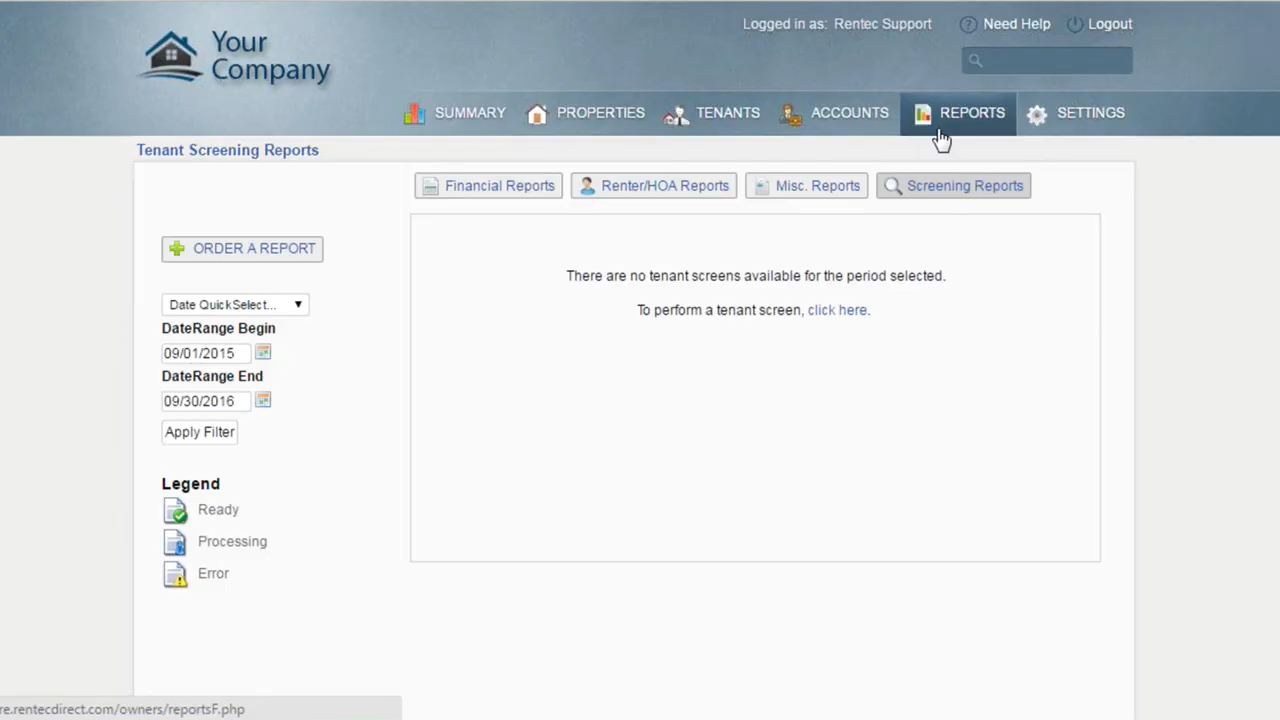 Logged in as: Rentec Support
Need Help
Logout
Your
Company
SUMMARY
PROPERTIES
TENANTS
ACCOUNTS
REPORTS
SETTINGS
Tenant Screening Reports
Financial Reports
Renter/HOA Reports
Misc. Reports
Screening Reports
ORDER A REPORT
Date QuickSelect...
DateRange Begin
09/01/2015
DateRange End
09/30/2016
Apply Filter
Legend
Ready
Processing
Error
There are no tenant screens available for the period selected.
To perform a tenant screen, click here.
re.rentecdirect.com/owners/reportsF.php